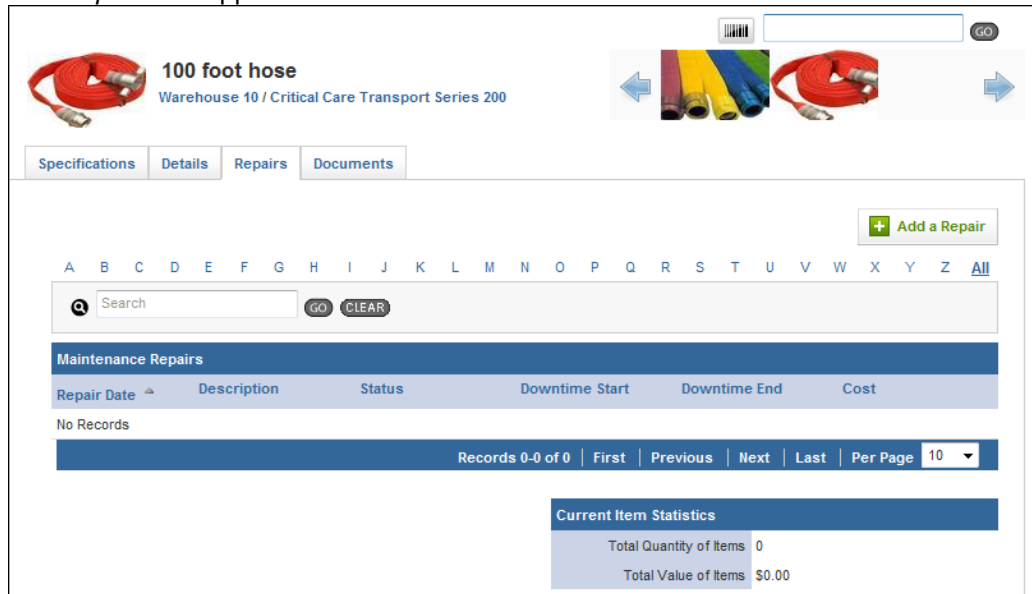 GO
100 foot hose
Warehouse 10 / Critical Care Transport Series 200
Specifications Details Repairs Documents
Add a Repair
A B C D E F G H I J K L M N O P Q R S T U V W X Y Z All
Search GO CLEAR
Maintenance Repairs
Repair Date Description Status Downtime Start Downtime End Cost
No Records
Records 0-0 of 0 | First | Previous | Next | Last | Per Page 10
Current Item Statistics
Total Quantity of Items 0
Total Value of Items $0.00